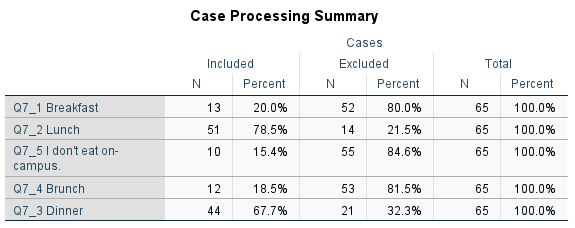 Case Processing Summary
Cases
Included Excluded Total
N Percent N Percent N Percent
Q7_1 Breakfast 13 20.0% 52 80.0% 65 100.0%
Q7_2 Lunch 51 78.5% 14 21.5% 65 100.0%
Q7_5 I don't eat on- 10 15.4% 55 84.6% 65 100.0%
campus.
Q7_4 Brunch 12 18.5% 53 81.5% 65 100.0%
Q7_3 Dinner 44 67.7% 21 32.3% 65 100.0%